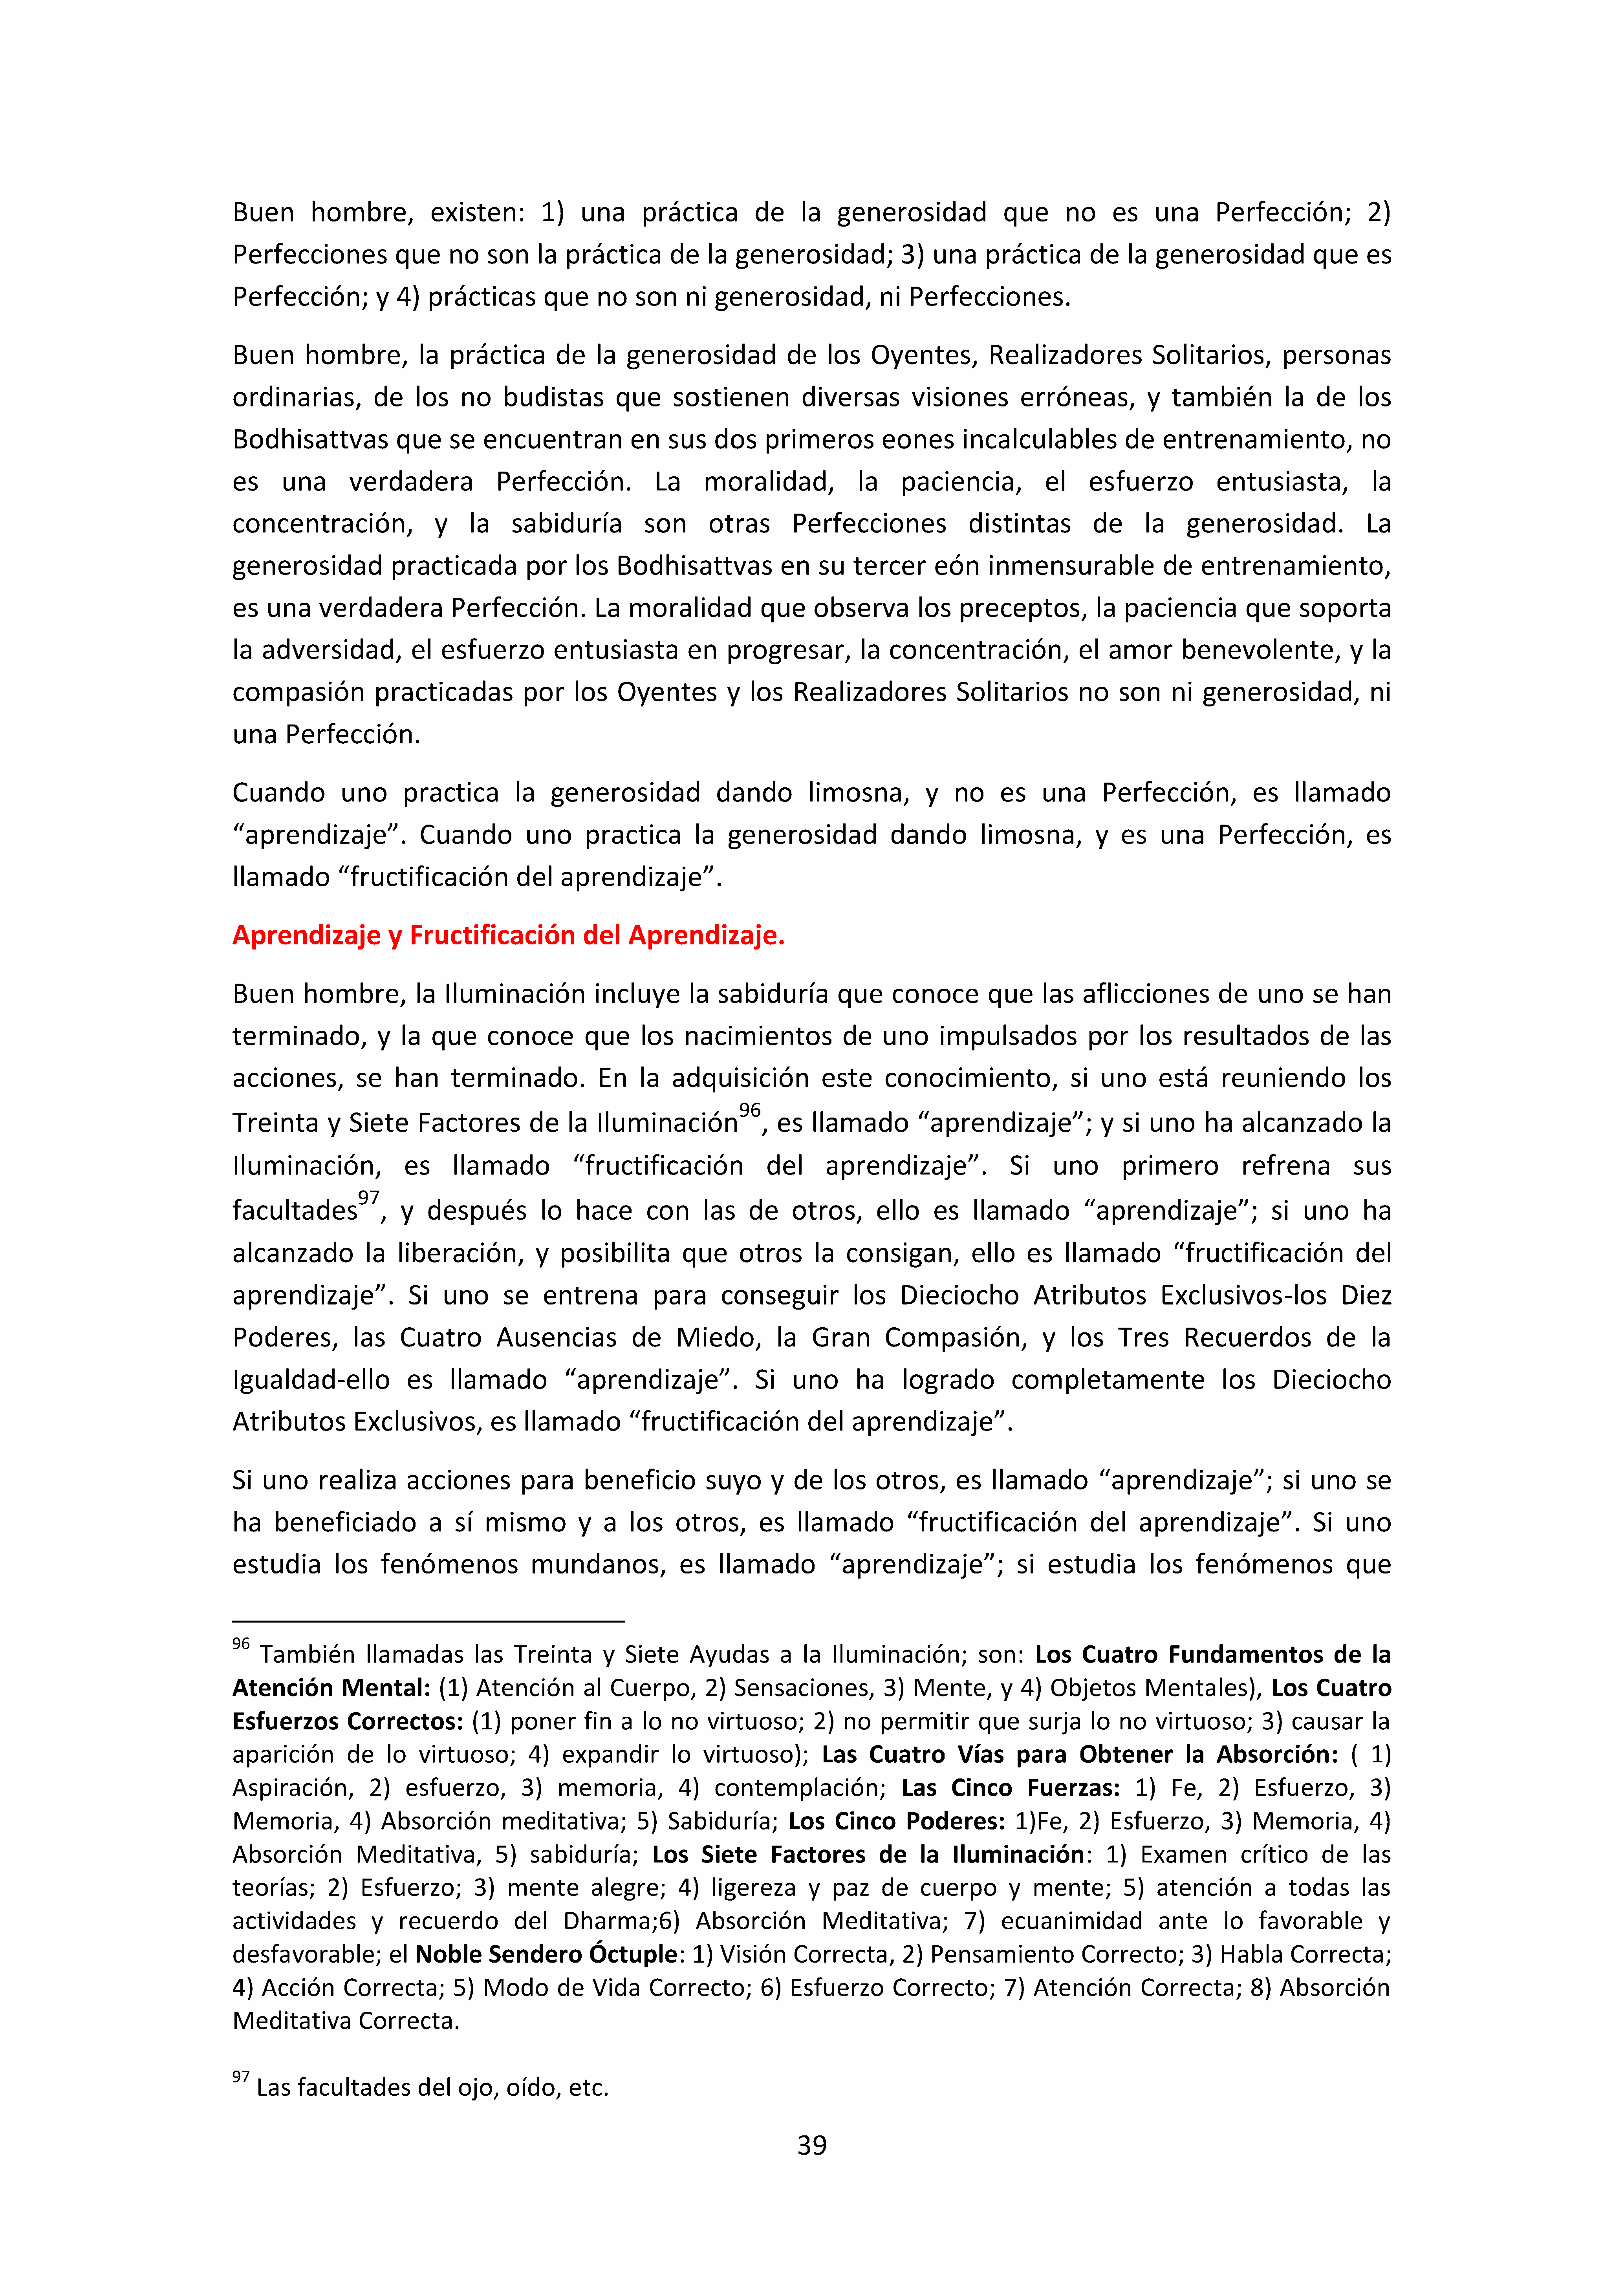 Buen hombre, existen: 1) una práctica de la generosidad que no es una Perfección; 2)
Perfecciones que no son la práctica de la generosidad; 3) una práctica de la generosidad que es
Perfección; y 4) prácticas que no son ni generosidad, ni Perfecciones.
Buen hombre, la práctica de la generosidad de los Oyentes, Realizadores Solitarios, personas
ordinarias, de los no budistas que sostienen diversas visiones erróneas, y también la de los
Bodhisattvas que se encuentran en sus dos primeros eones incalculables de entrenamiento, no
es una verdadera Perfección. La moralidad, la paciencia, el esfuerzo entusiasta, la
concentración, y la sabiduría son otras Perfecciones distintas de la generosidad. La
generosidad practicada por los Bodhisattvas en su tercer eón inmensurable de entrenamiento,
es una verdadera Perfección. La moralidad que observa los preceptos, la paciencia que soporta
la adversidad, el esfuerzo entusiasta en progresar, la concentración, el amor benevolente, y la
compasión practicadas por los Oyentes y los Realizadores Solitarios no son ni generosidad, ni
una Perfección.
Cuando uno practica la generosidad dando limosna, y no es una Perfección, es llamado
“aprendizaje”. Cuando uno practica la generosidad dando limosna, y es una Perfección, es
llamado “fructificación del aprendizaje”.
Aprendizaje y Fructificación del Aprendizaje.
Buen hombre, la Iluminación incluye la sabiduría que conoce que las aflicciones de uno se han
terminado, y la que conoce que los nacimientos de uno impulsados por los resultados de las
acciones, se han terminado. En la adquisición este conocimiento, si uno está reuniendo los
Treinta y Siete Factores de la Iluminación96, es llamado “aprendizaje”; y si uno ha alcanzado la
Iluminación, es llamado “fructificación del aprendizaje”. Si uno primero refrena sus
facultades97, y después lo hace con las de otros, ello es llamado “aprendizaje”; si uno ha
alcanzado la liberación, y posibilita que otros la consigan, ello es llamado “fructificación del
aprendizaje”. Si uno se entrena para conseguir los Dieciocho Atributos Exclusivos-los Diez
Poderes, las Cuatro Ausencias de Miedo, la Gran Compasión, y los Tres Recuerdos de la
Igualdad-ello es llamado “aprendizaje”. Si uno ha logrado completamente los Dieciocho
Atributos Exclusivos, es llamado “fructificación del aprendizaje”.
Si uno realiza acciones para beneficio suyo y de los otros, es llamado “aprendizaje”; si uno se
ha beneficiado a sí mismo y a los otros, es llamado “fructificación del aprendizaje”. Si uno
estudia los fenómenos mundanos, es llamado “aprendizaje”; si estudia los fenómenos que
96 También llamadas las Treinta y Siete Ayudas a la Iluminación; son: Los Cuatro Fundamentos de la
Atención Mental: (1) Atención al Cuerpo, 2) Sensaciones, 3) Mente, y 4) Objetos Mentales), Los Cuatro
Esfuerzos Correctos: (1) poner fin a lo no virtuoso; 2) no permitir que surja lo no virtuoso; 3) causar la
aparición de lo virtuoso; 4) expandir lo virtuoso); Las Cuatro Vías para Obtener la Absorción: ( 1)
Aspiración, 2) esfuerzo, 3) memoria, 4) contemplación; Las Cinco Fuerzas: 1) Fe, 2) Esfuerzo, 3)
Memoria, 4) Absorción meditativa; 5) Sabiduría; Los Cinco Poderes: 1)Fe, 2) Esfuerzo, 3) Memoria, 4)
Absorción Meditativa, 5) sabiduría; Los Siete Factores de la Iluminación: 1) Examen crítico de las
teorías; 2) Esfuerzo; 3) mente alegre; 4) ligereza y paz de cuerpo y mente; 5) atención a todas las
actividades y recuerdo del Dharma;6) Absorción Meditativa; 7) ecuanimidad ante lo favorable y
desfavorable; el Noble Sendero Óctuple: 1) Visión Correcta, 2) Pensamiento Correcto; 3) Habla Correcta;
4) Acción Correcta; 5) Modo de Vida Correcto; 6) Esfuerzo Correcto; 7) Atención Correcta; 8) Absorción
Meditativa Correcta.
97 Las facultades del ojo, oído, etc.
39